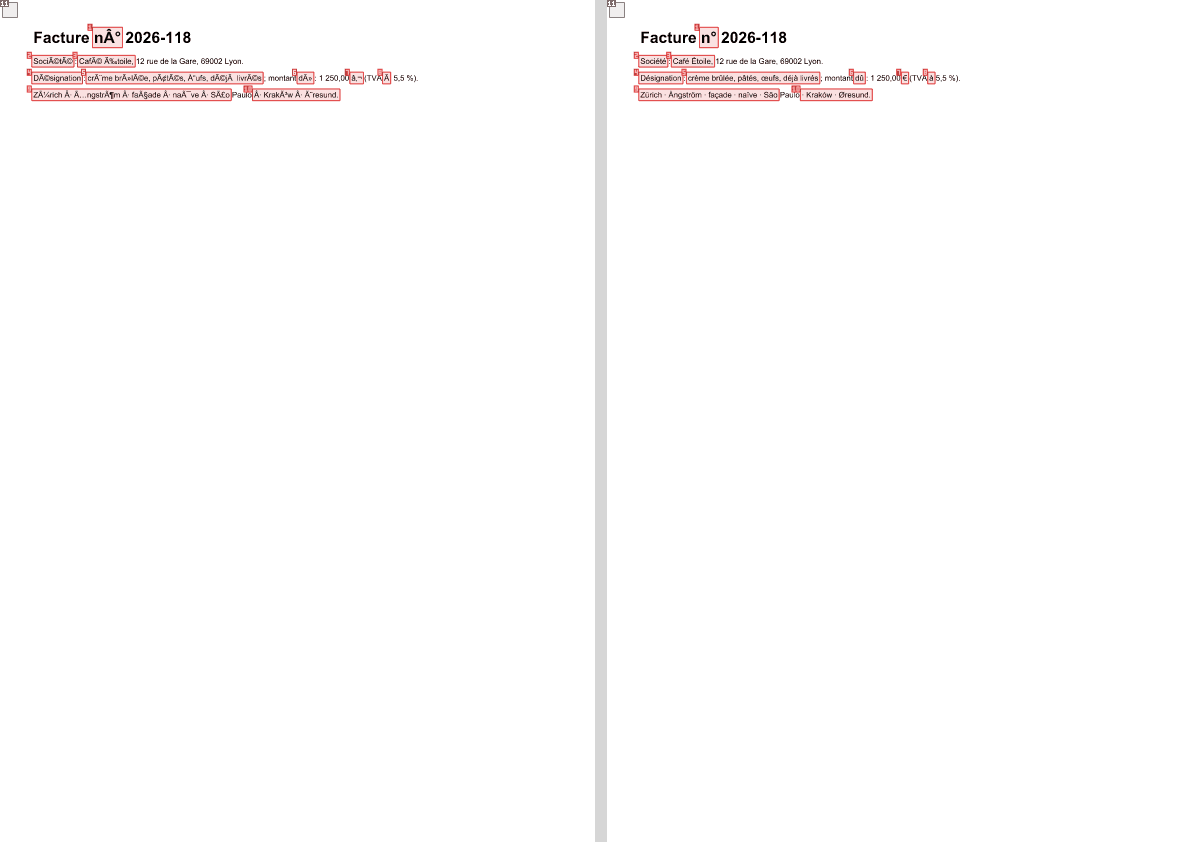 Facture nÂ° 2026-118
SociÃ©tÃ© : CafÃ© Ã‰toile, 12 rue de la Gare, 69002 Lyon.
DÃ©signation : crÃ¨me brÃ»lÃ©e, pÃ¢tÃ©s, Å“ufs, dÃ©jÃ  livrÃ©s ; montant dÃ» : 1 250,00 â‚¬ (TVA Ã  5,5 %).
ZÃ¼rich Â· Ã…ngstrÃ¶m Â· faÃ§ade Â· naÃ¯ve Â· SÃ£o Paulo Â· KrakÃ³w Â· Ã˜resund.
Facture n° 2026-118
Société : Café Étoile, 12 rue de la Gare, 69002 Lyon.
Désignation : crème brûlée, pâtés, œufs, déjà livrés ; montant dû : 1 250,00 € (TVA à 5,5 %).
Zürich · Ångström · façade · naïve · São Paulo · Kraków · Øresund.